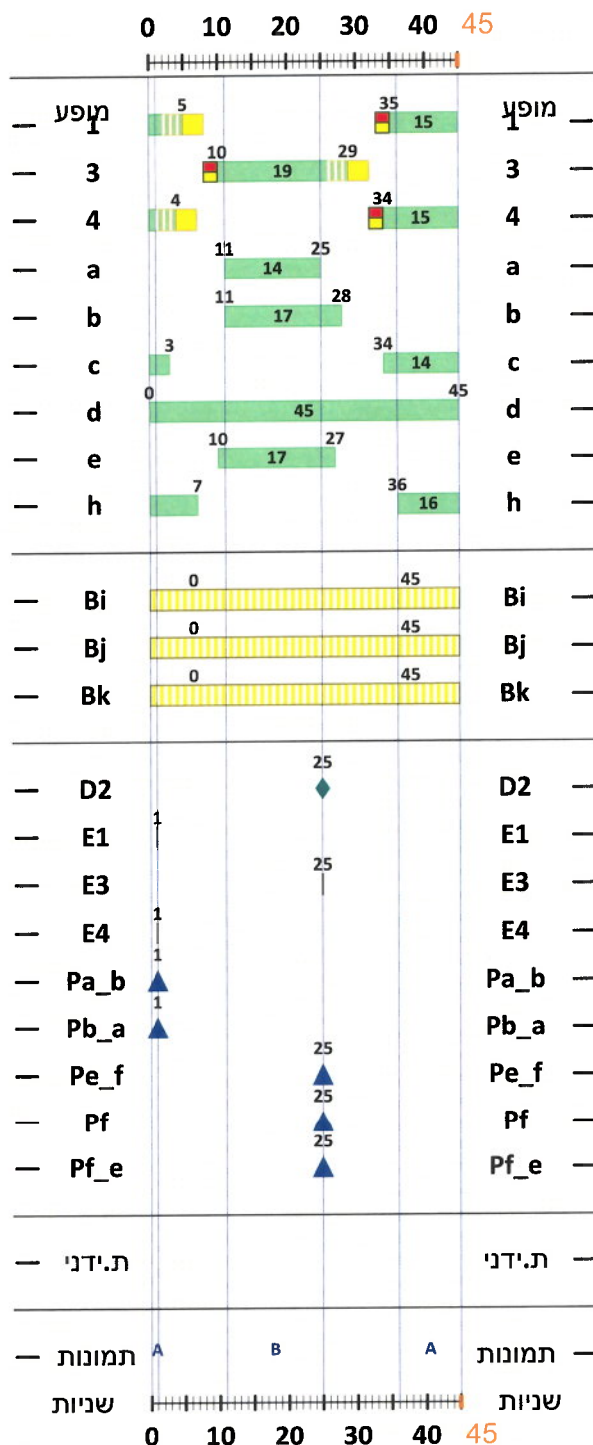 0 10 20 30 40 45
מופע 5 35 מופע
1 15 1
10 29
3 19 3
4 34
4 15 4
11 25
a 14 a
11 28
b 17 b
3 34
c 14 c
0 45
d 45 d
10 27
e 17 e
7 36
h 16 h
0 45
Bi Bi
0 45
Bj Bj
0 45
Bk Bk
25
D2 D2
1
E1 E1
25
E3 E3
1
E4 E4
1
Pa_b Pa_b
1
Pb_a Pb_a
25
Pe_f Pe_f
25
Pf Pf
25
Pf_e Pf_e
ת.ידני ת.ידני
תמונות A B A תמונות
שניות שניות
0 10 20 30 40 45